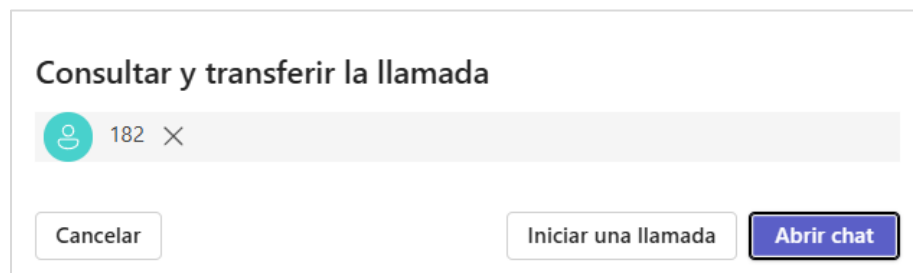 Consultar y transferir la llamada
182
Cancelar
Iniciar una llamada
Abrir chat